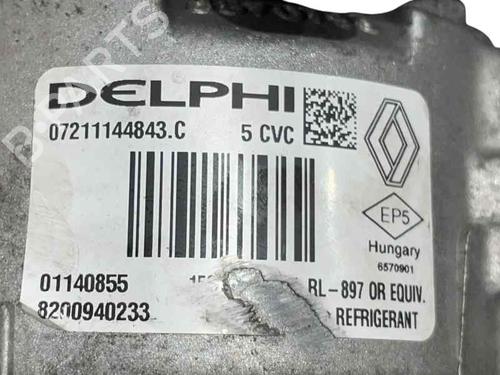 DELPHI
07211144843.C 5 CVC
EP5
Hungary
6570901
01140855 RL-897 OR EQUIV.
8200940233 REFRIGERANT